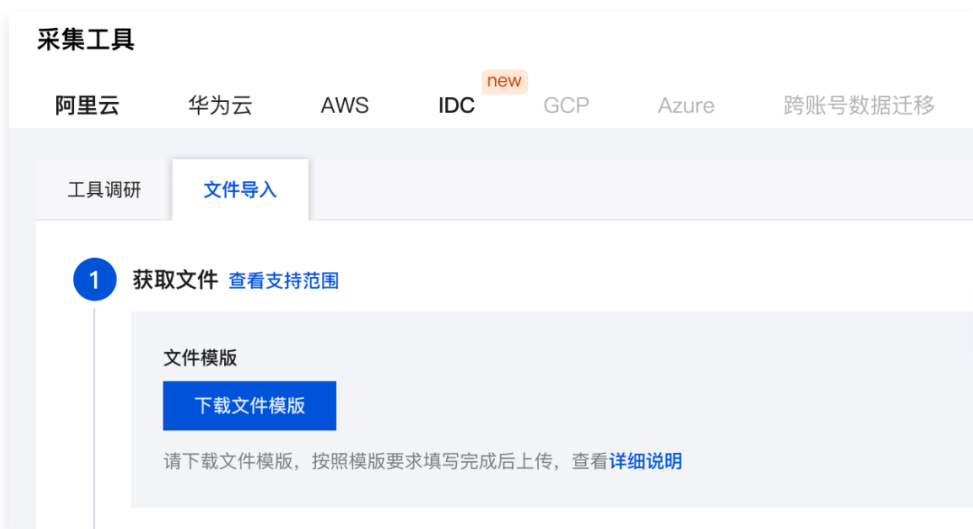 采集工具
阿里云 华为云 AWS IDC new GCP Azure 跨账号数据迁移
工具调研 文件导入
1 获取文件 查看支持范围
文件模版
下载文件模版
请下载文件模版，按照模版要求填写完成后上传，查看详细说明